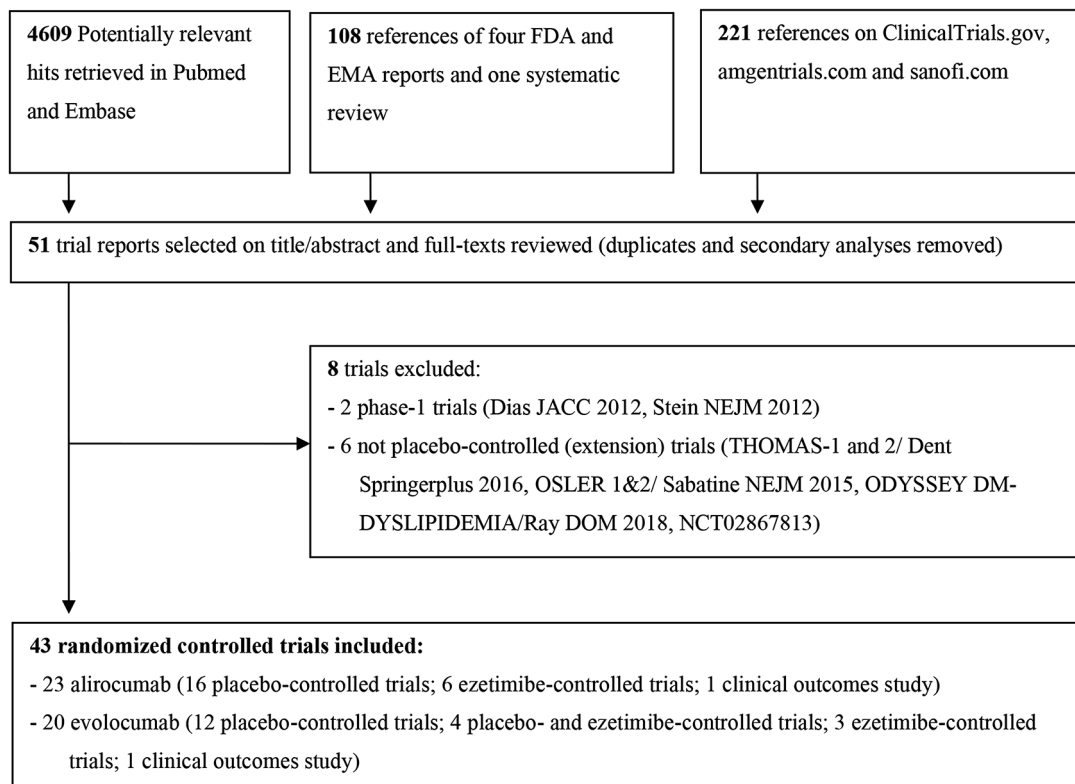 4609 Potentially relevant
hits retrieved in Pubmed
and Embase
108 references of four FDA and
EMA reports and one systematic
review
221 references on ClinicalTrials.gov,
amgentrials.com and sanofi.com
51 trial reports selected on title/abstract and full-texts reviewed (duplicates and secondary analyses removed)
8 trials excluded:
- 2 phase-1 trials (Dias JACC 2012, Stein NEJM 2012)
- 6 not placebo-controlled (extension) trials (THOMAS-1 and 2/ Dent
Springerplus 2016, OSLER 1&2/ Sabatine NEJM 2015, ODYSSEY DM-
DYSLIPIDEMIA/Ray DOM 2018, NCT02867813)
43 randomized controlled trials included:
- 23 alirocumab (16 placebo-controlled trials; 6 ezetimibe-controlled trials; 1 clinical outcomes study)
- 20 evolocumab (12 placebo-controlled trials; 4 placebo- and ezetimibe-controlled trials; 3 ezetimibe-controlled
trials; 1 clinical outcomes study)